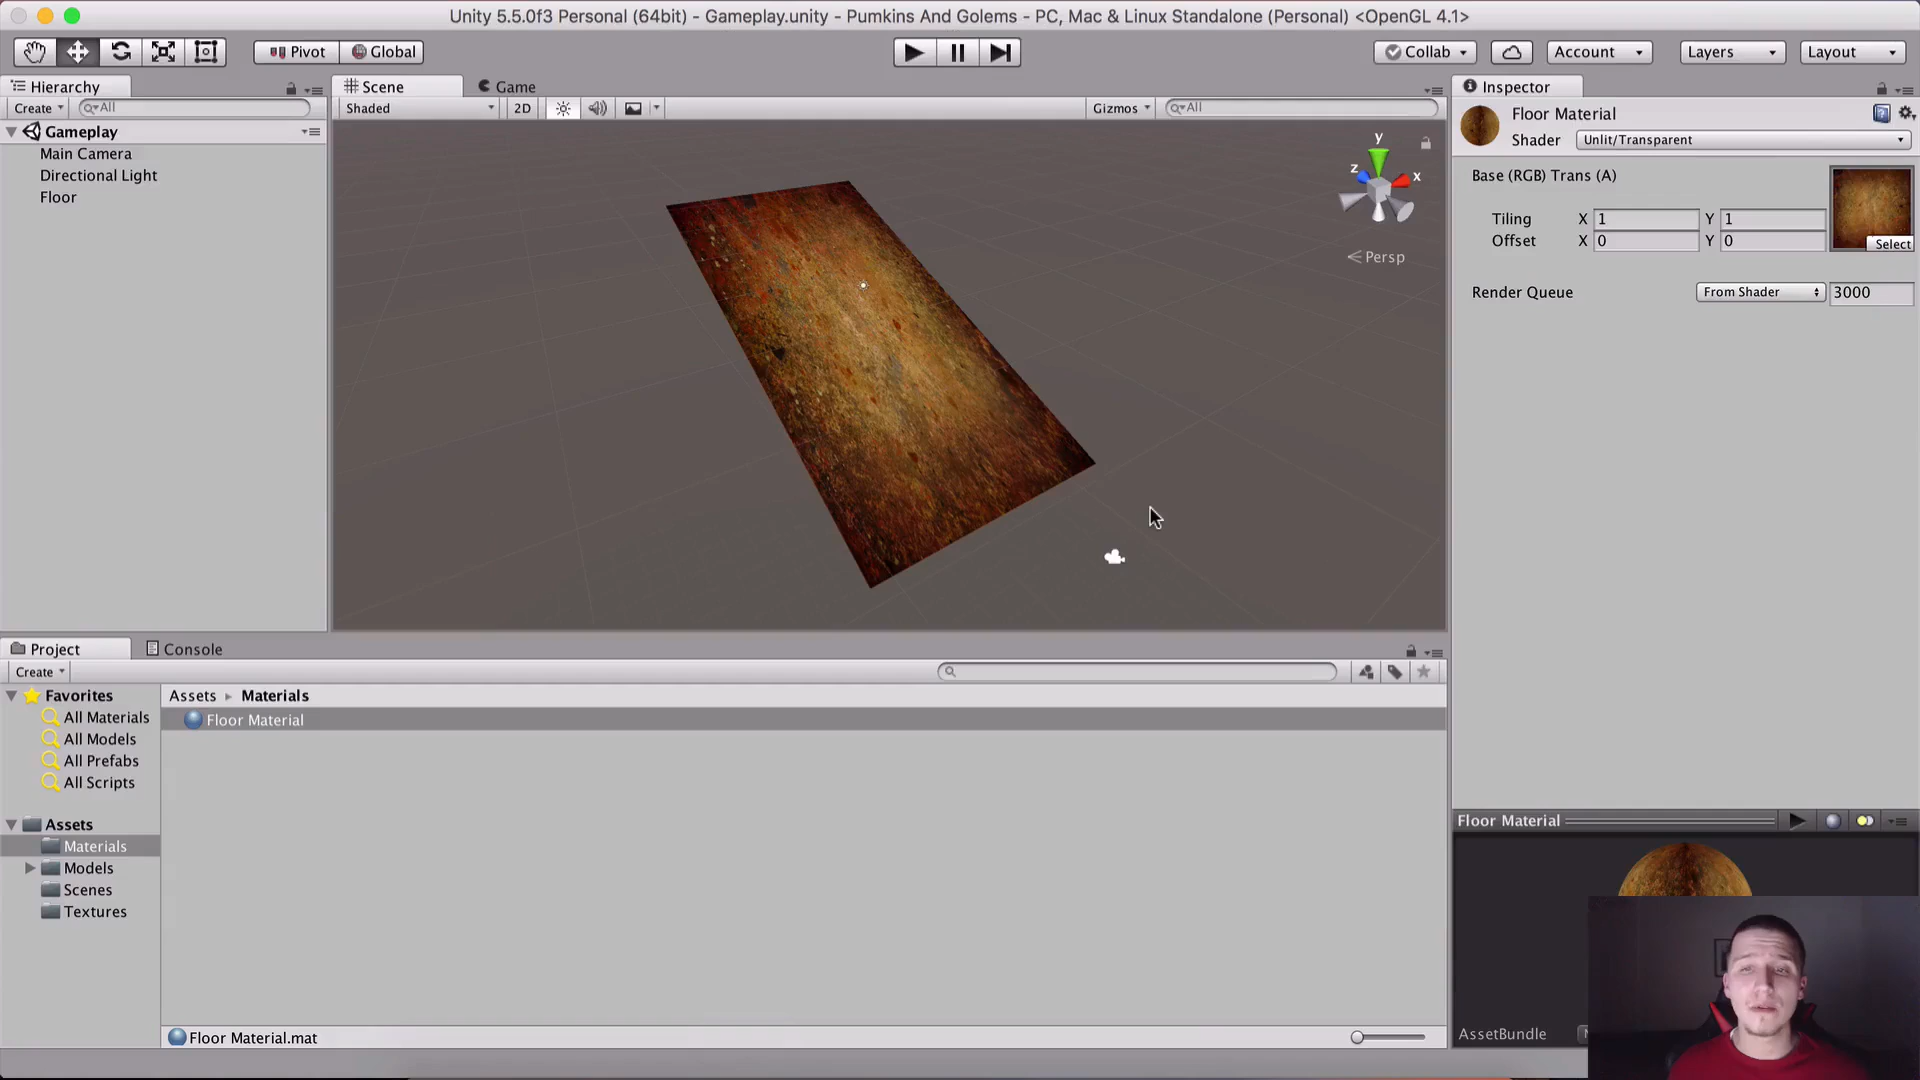 Unity 5.5.0f3 Personal (64bit) - Gameplay.unity - Pumkins And Golems - PC, Mac & Linux Standalone (Personal) <OpenGL 4.1>
Pivot Global Collab Account Layers Layout
Hierarchy Scene Game Inspector
Create All Shaded 2D Gizmos All
Gameplay
Main Camera
Directional Light
Floor
y
z
x
Persp
Floor Material
Shader Unlit/Transparent
Base (RGB) Trans (A)
Tiling X 1 Y 1
Offset X 0 Y 0
Select
Render Queue From Shader 3000
Project Console
Create
Favorites
All Materials
All Models
All Prefabs
All Scripts
Assets
Materials
Models
Scenes
Textures
Assets Materials
Floor Material
Floor Material.mat
Floor Material
AssetBundle